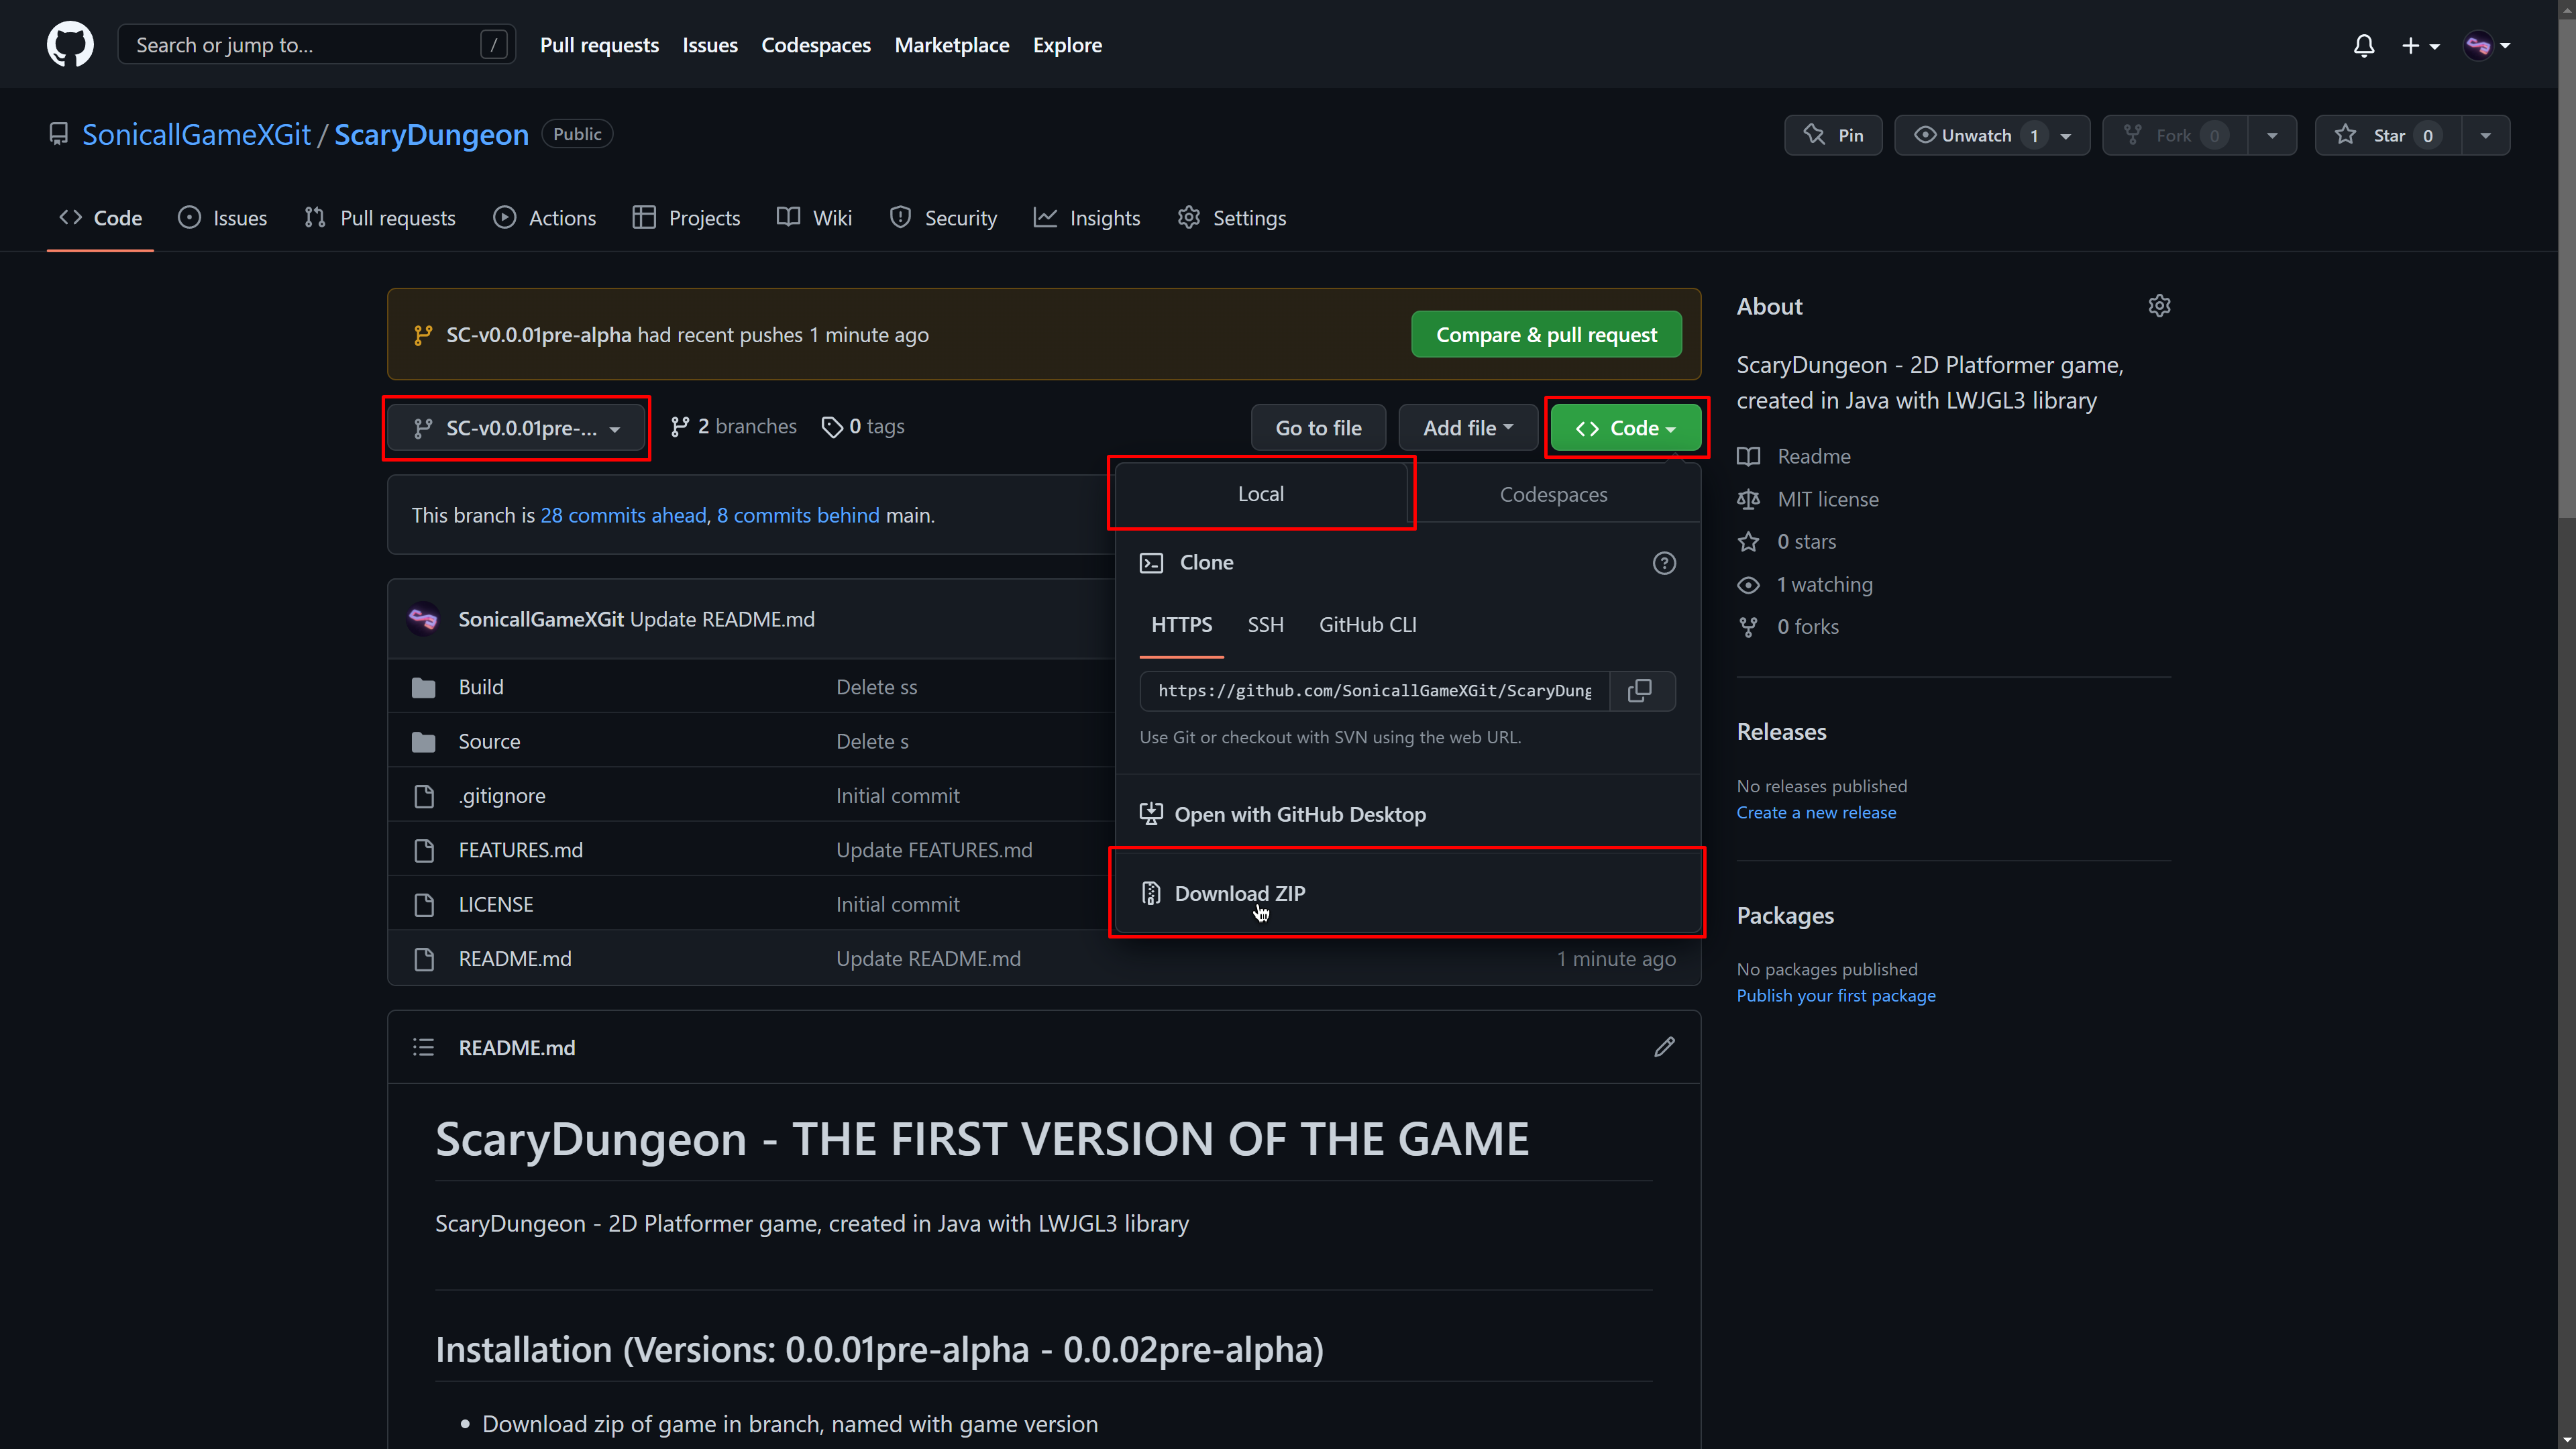 Search or jump to... / Pull requests Issues Codespaces Marketplace Explore
SonicallGameXGit / ScaryDungeon Public Pin Unwatch 1 Fork 0 Star 0
Code Issues Pull requests Actions Projects Wiki Security Insights Settings
SC-v0.0.01pre-alpha had recent pushes 1 minute ago Compare & pull request
SC-v0.0.01pre-... 2 branches 0 tags Go to file Add file Code
Local Codespaces
This branch is 28 commits ahead, 8 commits behind main.
Clone
HTTPS SSH GitHub CLI
https://github.com/SonicallGameXGit/ScaryDung
Use Git or checkout with SVN using the web URL.
Open with GitHub Desktop
Download ZIP
SonicallGameXGit Update README.md
Build Delete ss
Source Delete s
.gitignore Initial commit
FEATURES.md Update FEATURES.md
LICENSE Initial commit
README.md Update README.md 1 minute ago
README.md
ScaryDungeon - THE FIRST VERSION OF THE GAME
ScaryDungeon - 2D Platformer game, created in Java with LWJGL3 library
Installation (Versions: 0.0.01pre-alpha - 0.0.02pre-alpha)
• Download zip of game in branch, named with game version
About
ScaryDungeon - 2D Platformer game,
created in Java with LWJGL3 library
Readme
MIT license
0 stars
1 watching
0 forks
Releases
No releases published
Create a new release
Packages
No packages published
Publish your first package